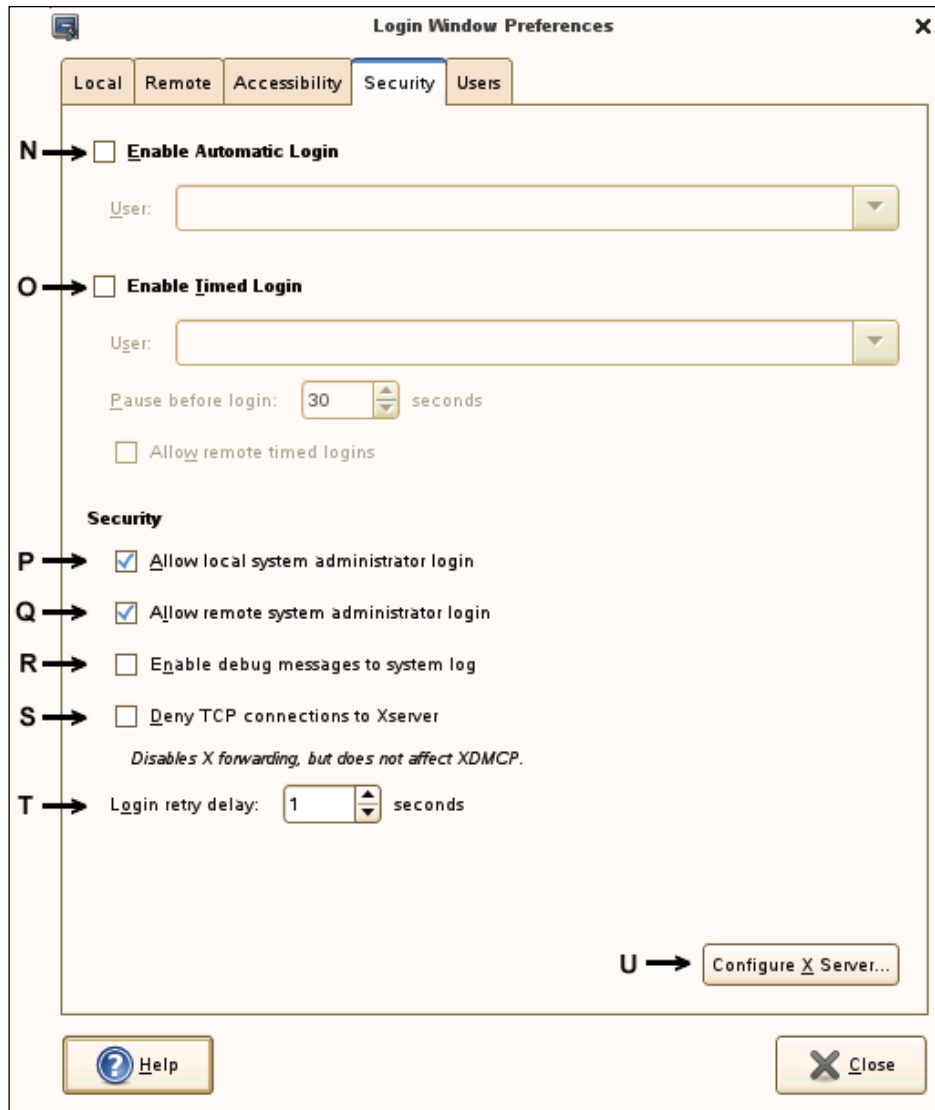 Login Window Preferences
Local Remote Accessibility Security Users
N Enable Automatic Login
User:
O Enable Timed Login
User:
Pause before login: 30 seconds
Allow remote timed logins
Security
P Allow local system administrator login
Q Allow remote system administrator login
R Enable debug messages to system log
S Deny TCP connections to Xserver
Disables X forwarding, but does not affect XDMCP.
T Login retry delay: 1 seconds
U Configure X Server...
Help Close